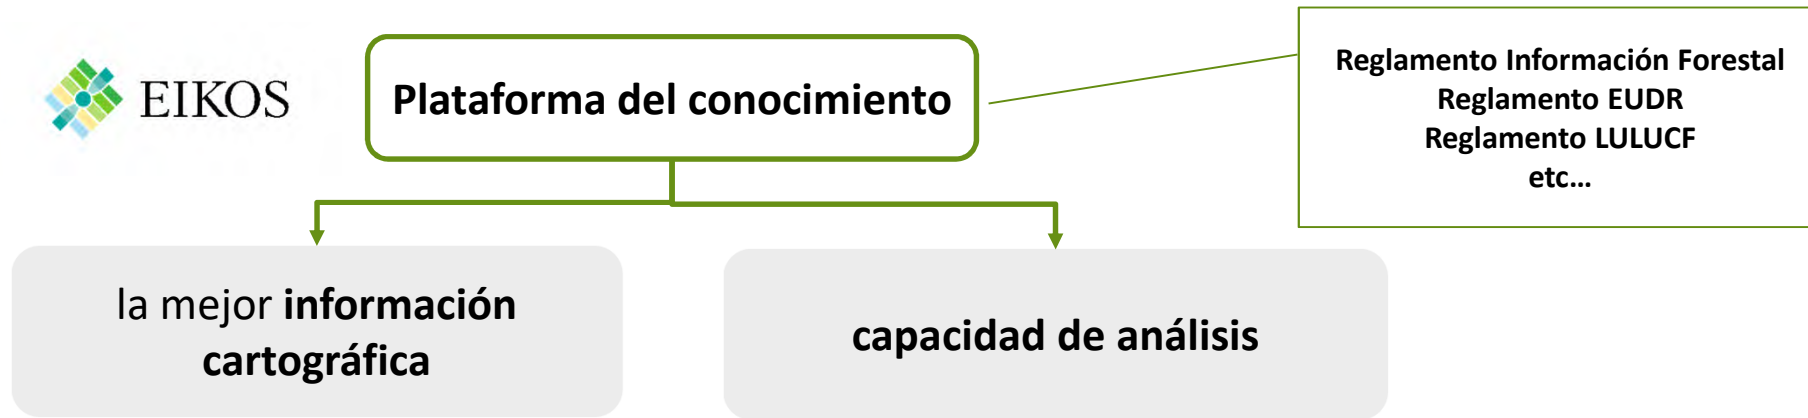 EIKOS
Plataforma del conocimiento
Reglamento Información Forestal
Reglamento EUDR
Reglamento LULUCF
etc...
la mejor información
cartográfica
capacidad de análisis